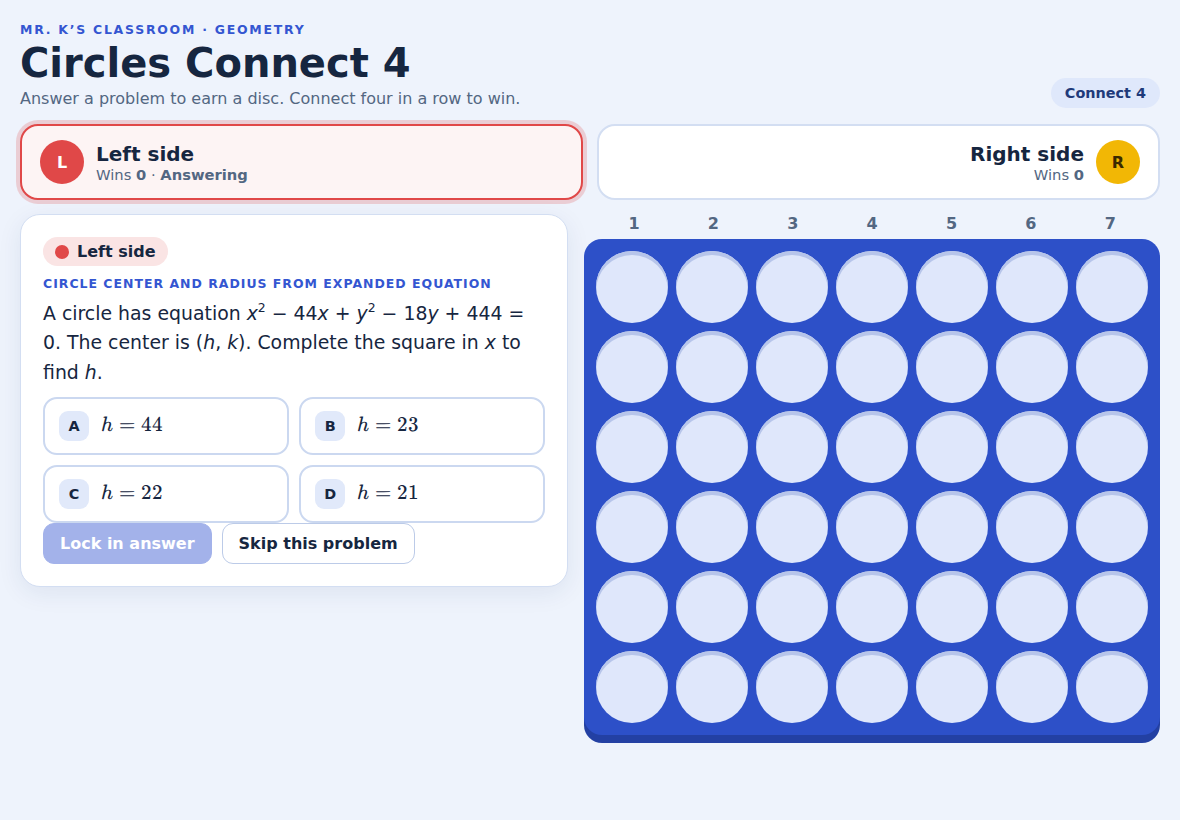 MR. K’S CLASSROOM · GEOMETRY
Circles Connect 4
Answer a problem to earn a disc. Connect four in a row to win.
Connect 4
L
Left side
Wins 0 · Answering
Right side
Wins 0
R
Left side
CIRCLE CENTER AND RADIUS FROM EXPANDED EQUATION
A circle has equation x² − 44x + y² − 18y + 444 =
0. The center is (h, k). Complete the square in x to
find h.
A h = 44
B h = 23
C h = 22
D h = 21
Lock in answer
Skip this problem
1 2 3 4 5 6 7